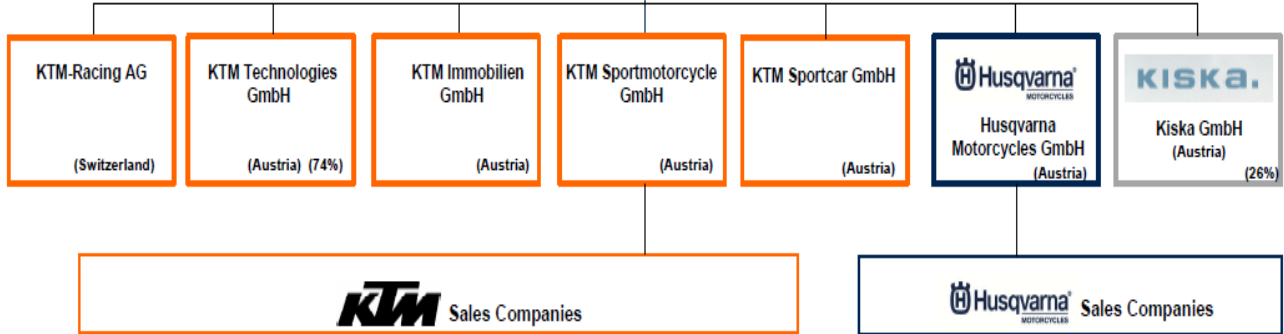 KTM-Racing AG
(Switzerland)
KTM Technologies
GmbH
(Austria) (74%)
KTM Immobilien
GmbH
(Austria)
KTM Sportmotorcycle
GmbH
(Austria)
KTM Sportcar GmbH
(Austria)
Husqvarna
MOTORCYCLES
Husqvarna
Motorcycles GmbH
(Austria)
KISKA.
Kiska GmbH
(Austria)
(26%)
KTM Sales Companies
Husqvarna Sales Companies
MOTORCYCLES